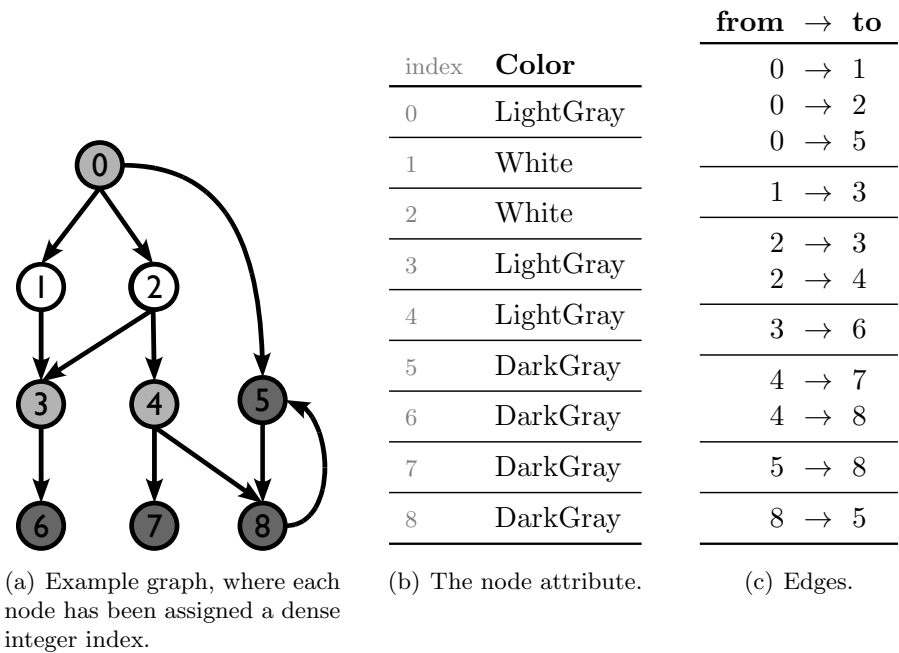 0
1
2
3
4
5
6
7
8
(a) Example graph, where each
node has been assigned a dense
integer index.
index Color
0 LightGray
1 White
2 White
3 LightGray
4 LightGray
5 DarkGray
6 DarkGray
7 DarkGray
8 DarkGray
(b) The node attribute.
from → to
0 → 1
0 → 2
0 → 5
1 → 3
2 → 3
2 → 4
3 → 6
4 → 7
4 → 8
5 → 8
8 → 5
(c) Edges.